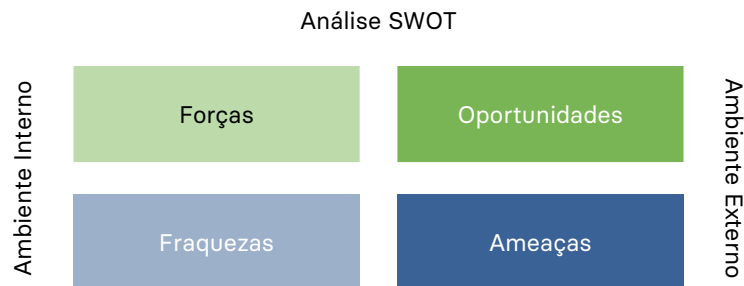 Análise SWOT
Ambiente Interno
Forças
Oportunidades
Ambiente Externo
Fraquezas
Ameaças